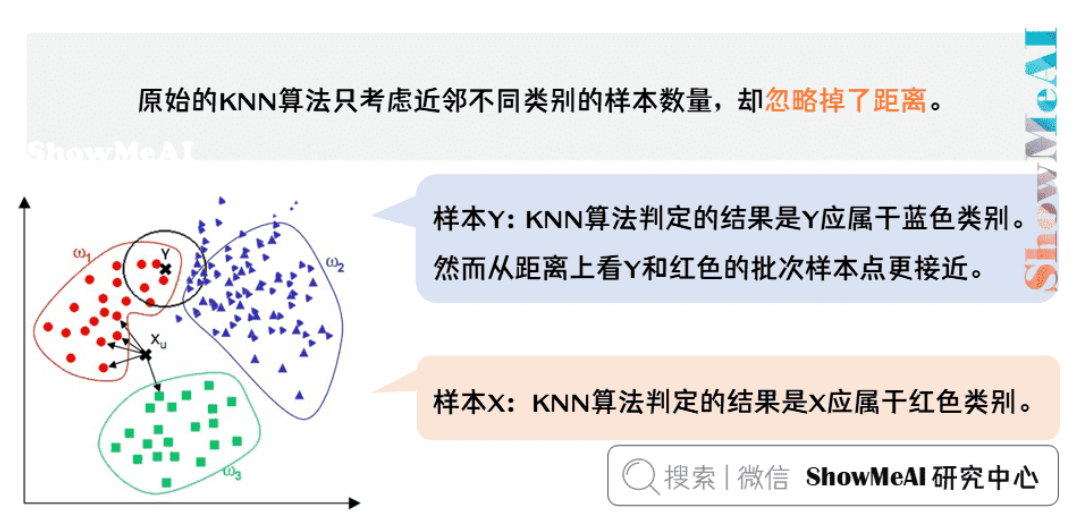 原始的KNN算法只考虑近邻不同类别的样本数量，却忽略掉了距离。
ShowMeAI
ShowMeAI
样本Y: KNN算法判定的结果是Y应属于蓝色类别。
然而从距离上看Y和红色的批次样本点更接近。
ω1
Y
ω2
Xu
样本X：KNN算法判定的结果是X应属于红色类别。
ω3
搜索 | 微信 ShowMeAI 研究中心